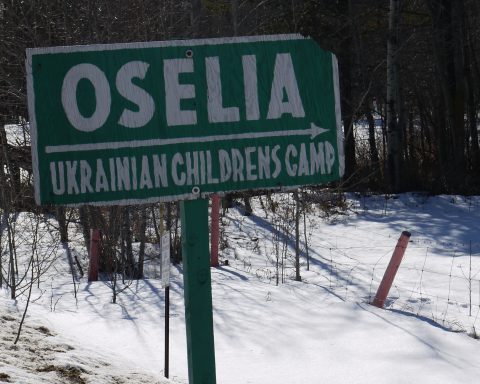 OSELIA
UKRAINIAN CHILDRENS CAMP